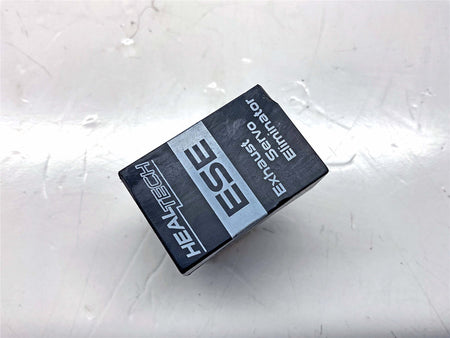 HEALTECH
ESE
Exhaust
Servo
Eliminator